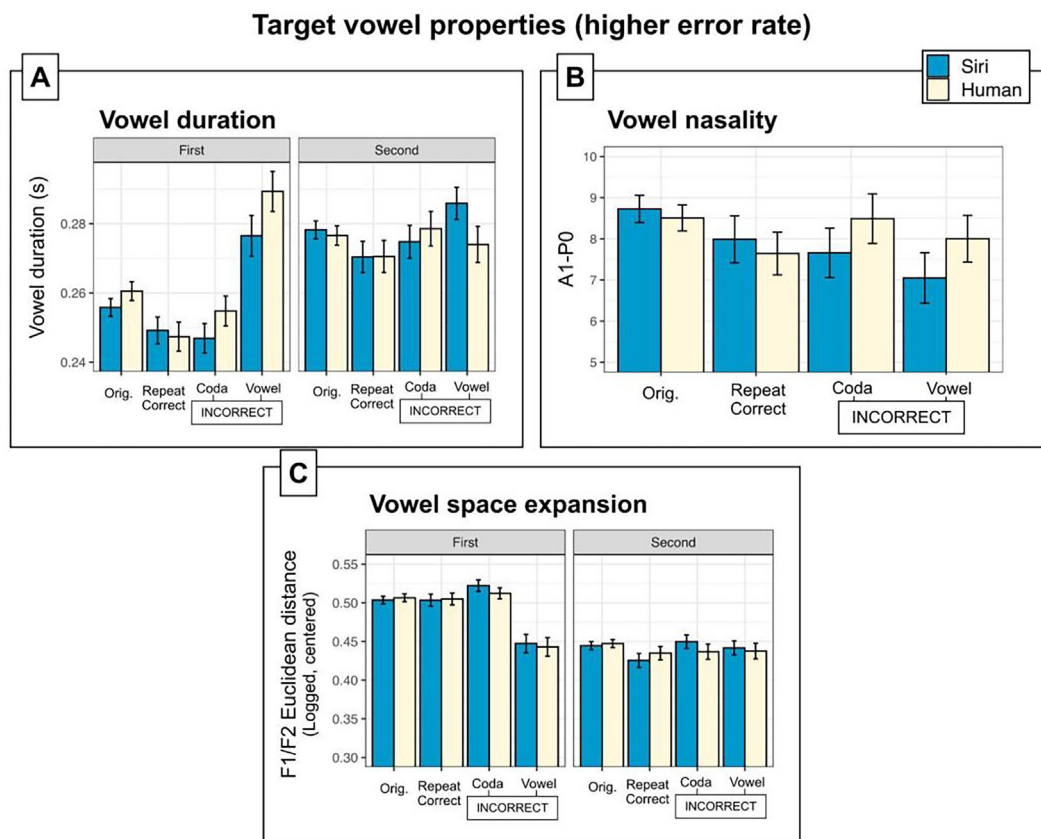 Target vowel properties (higher error rate)
A
Vowel duration
First
Second
Vowel duration (s)
0.28
0.26
0.24
Orig.
Repeat
Correct
Coda
Vowel
INCORRECT
Orig.
Repeat
Correct
Coda
Vowel
INCORRECT
B
Siri
Human
Vowel nasality
A1-P0
10
9
8
7
6
5
Orig.
Repeat
Correct
Coda
Vowel
INCORRECT
C
Vowel space expansion
First
Second
F1/F2 Euclidean distance
(Logged, centered)
0.55
0.50
0.45
0.40
0.35
0.30
Orig.
Repeat
Correct
Coda
Vowel
INCORRECT
Orig.
Repeat
Correct
Coda
Vowel
INCORRECT